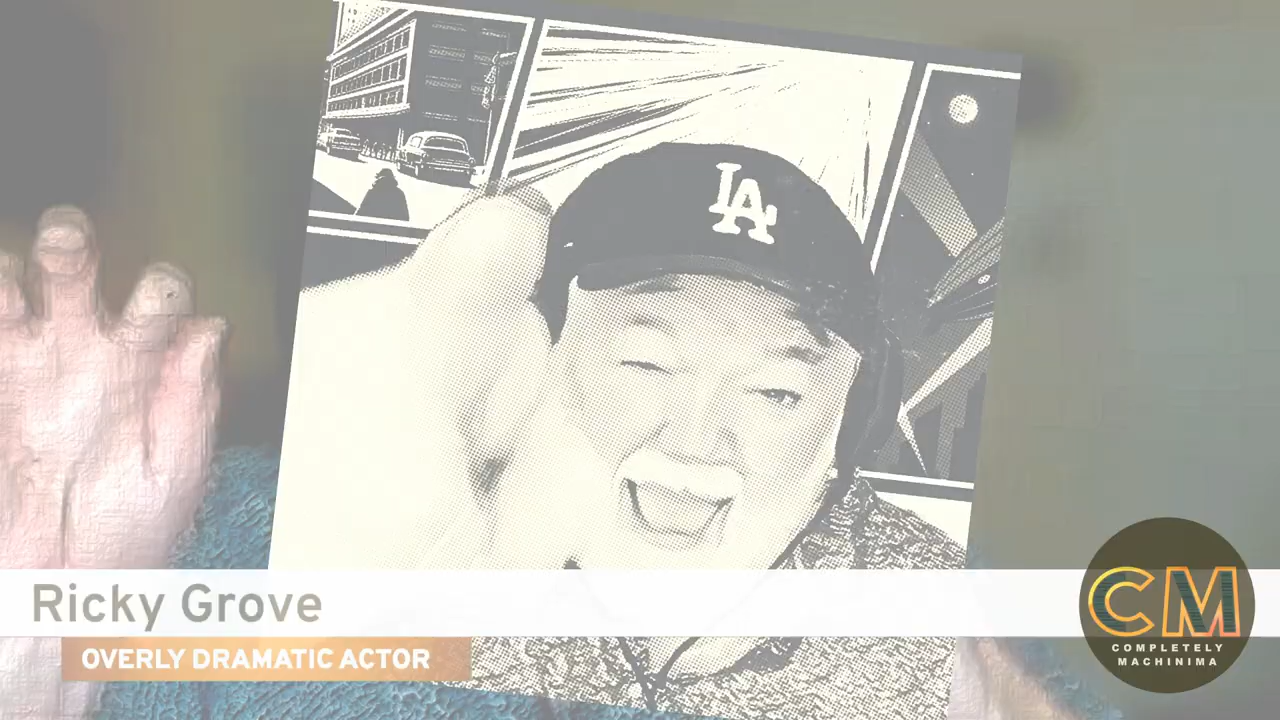 LA
Ricky Grove
OVERLY DRAMATIC ACTOR
CM
COMPLETELY
MACHINIMA